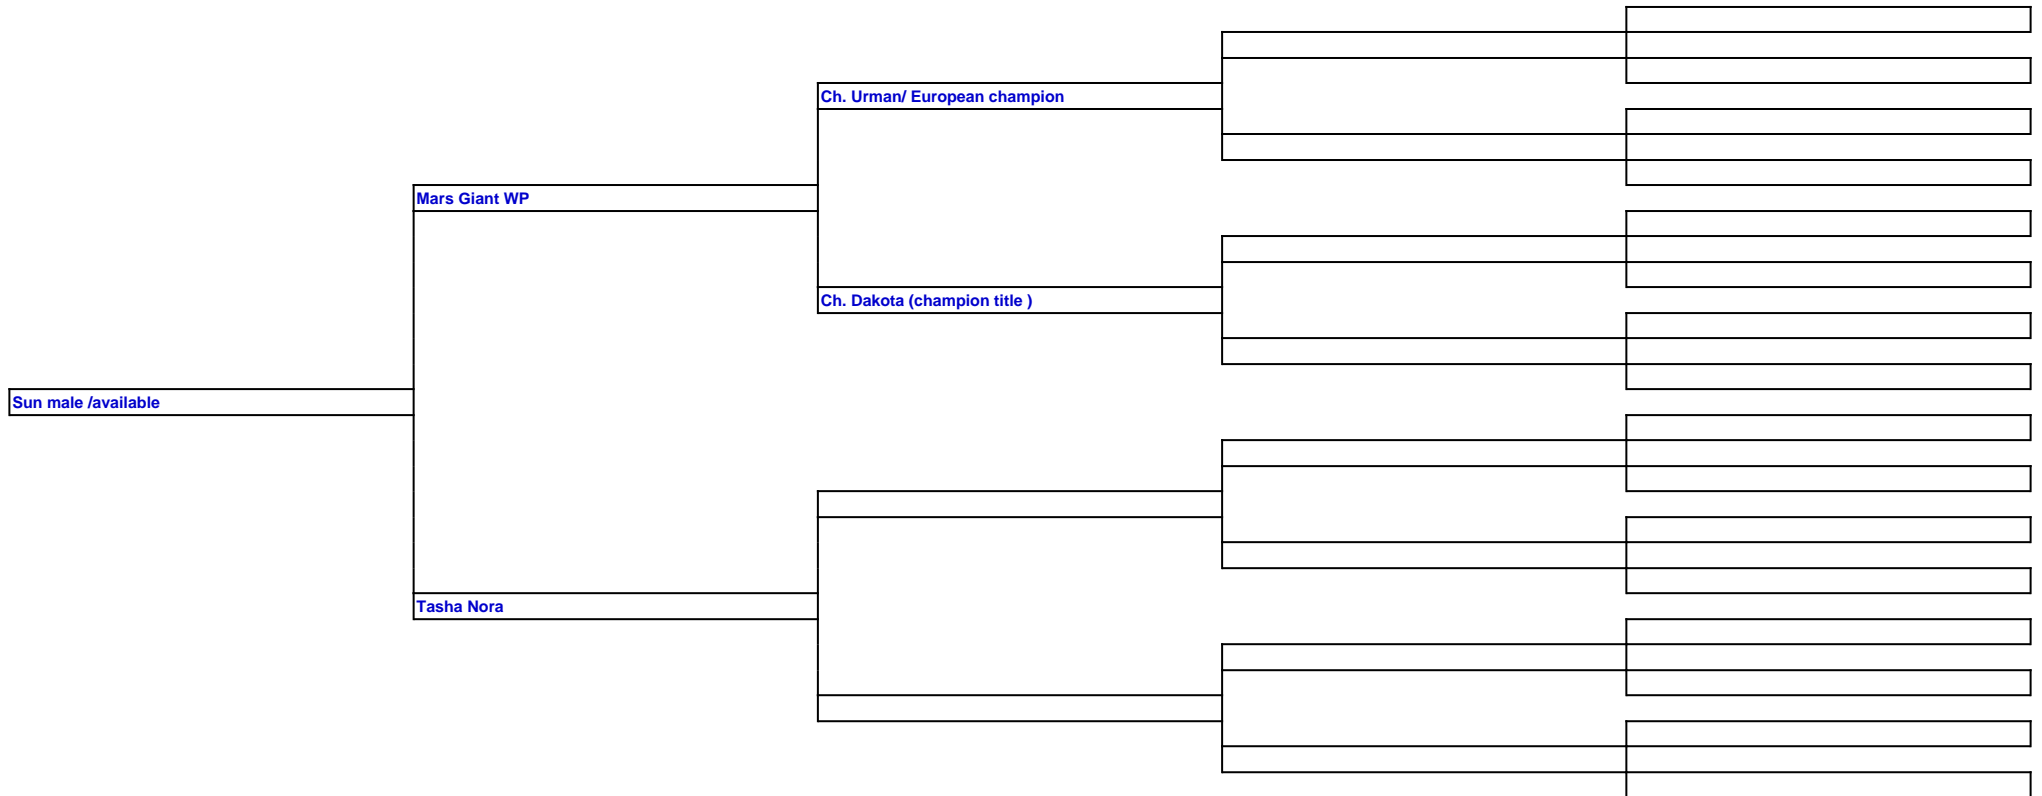 Ch. Urman/ European champion
Mars Giant WP
Ch. Dakota (champion title )
Sun male /available
Tasha Nora